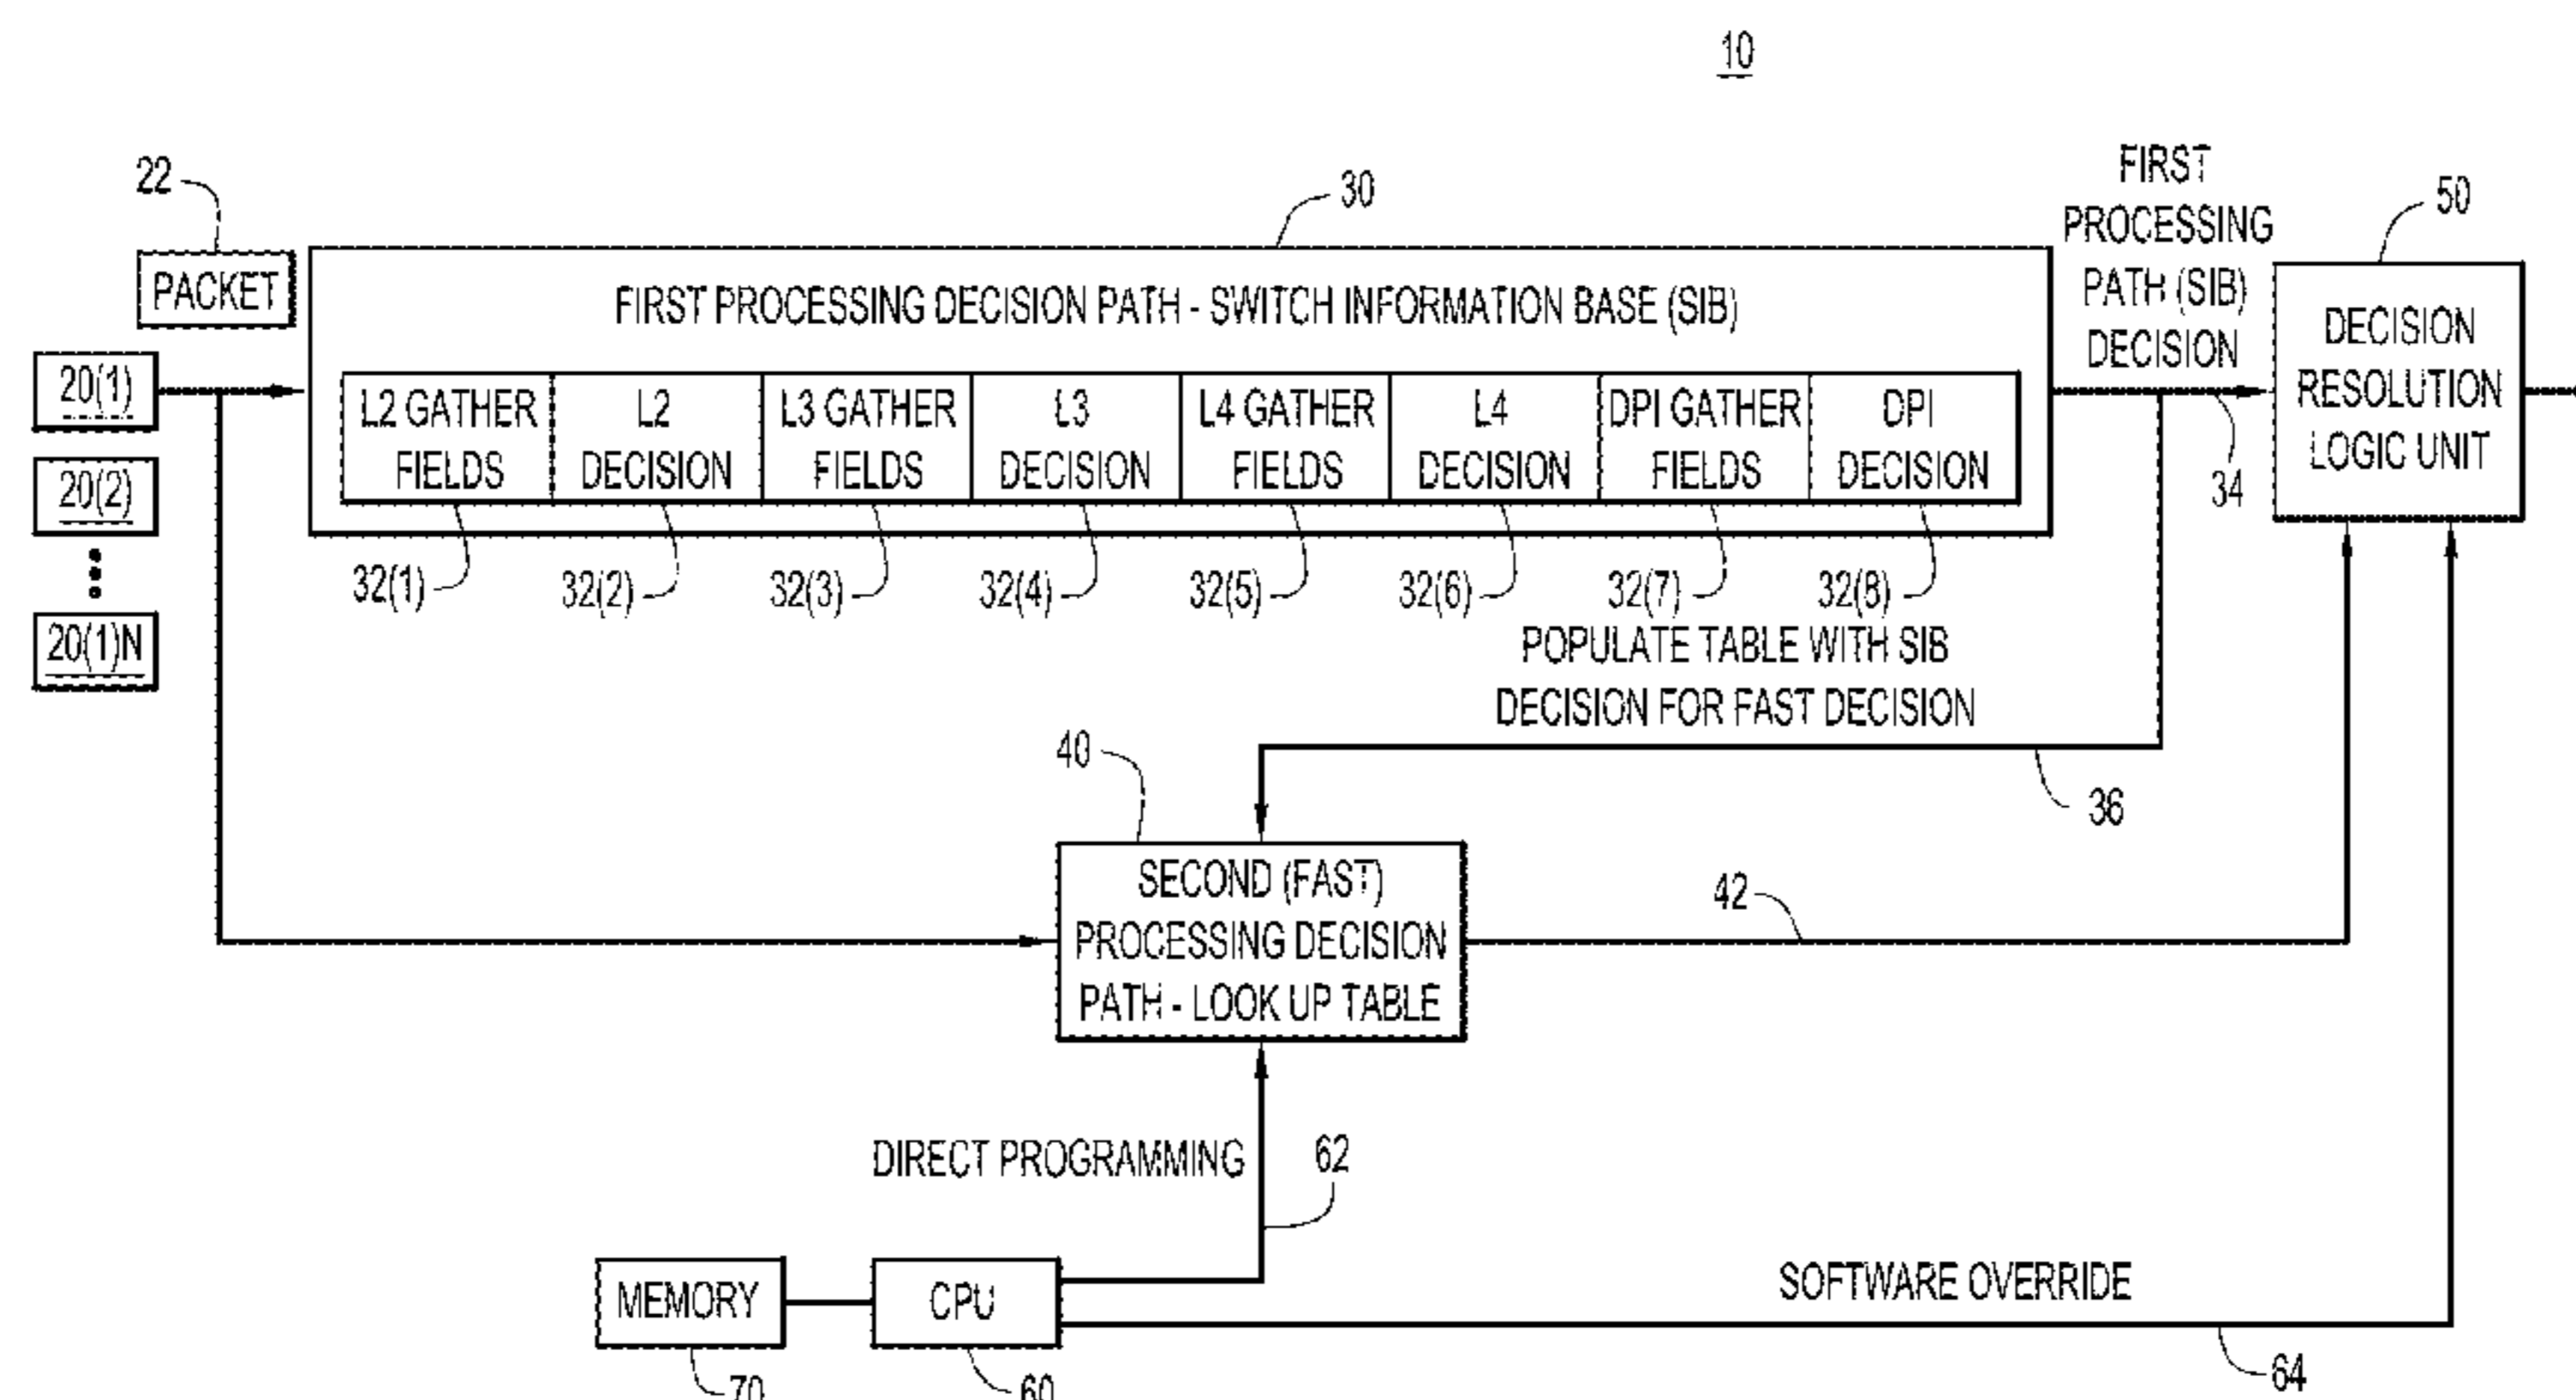 10
22
PACKET
30
FIRST
PROCESSING
PATH (SIB)
DECISION
50
FIRST PROCESSING DECISION PATH - SWITCH INFORMATION BASE (SIB)
DECISION
RESOLUTION
LOGIC UNIT
20(1)
20(2)
20(1)N
L2 GATHER
FIELDS
L2
DECISION
L3 GATHER
FIELDS
L3
DECISION
L4 GATHER
FIELDS
L4
DECISION
DPI GATHER
FIELDS
DPI
DECISION
34
32(1)
32(2)
32(3)
32(4)
32(5)
32(6)
32(7)
32(8)
POPULATE TABLE WITH SIB
DECISION FOR FAST DECISION
36
40
SECOND (FAST)
PROCESSING DECISION
PATH - LOOK UP TABLE
42
DIRECT PROGRAMMING
62
MEMORY
CPU
SOFTWARE OVERRIDE
64
70
60